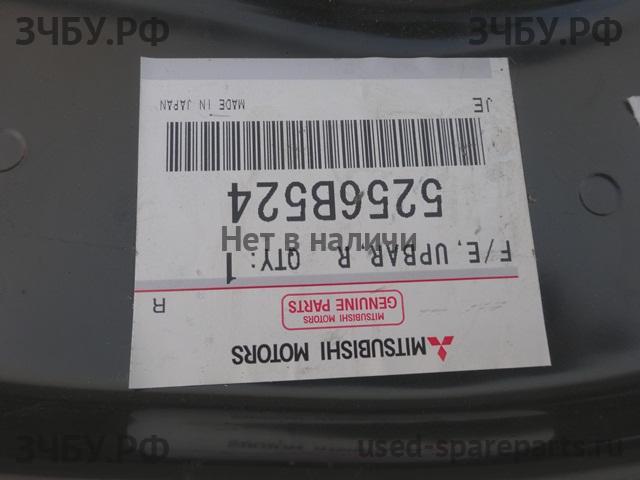 ЗЧБУ.РФ
ЗЧБУ.РФ
MITSUBISHI MOTORS
MITSUBISHI MOTORS
GENUINE PARTS
R
F/E, UPBAR, R QTY: 1
Нет в наличи
5256B524
JE
MADE IN JAPAN
ЗЧБУ.РФ
used-spareparts.ru